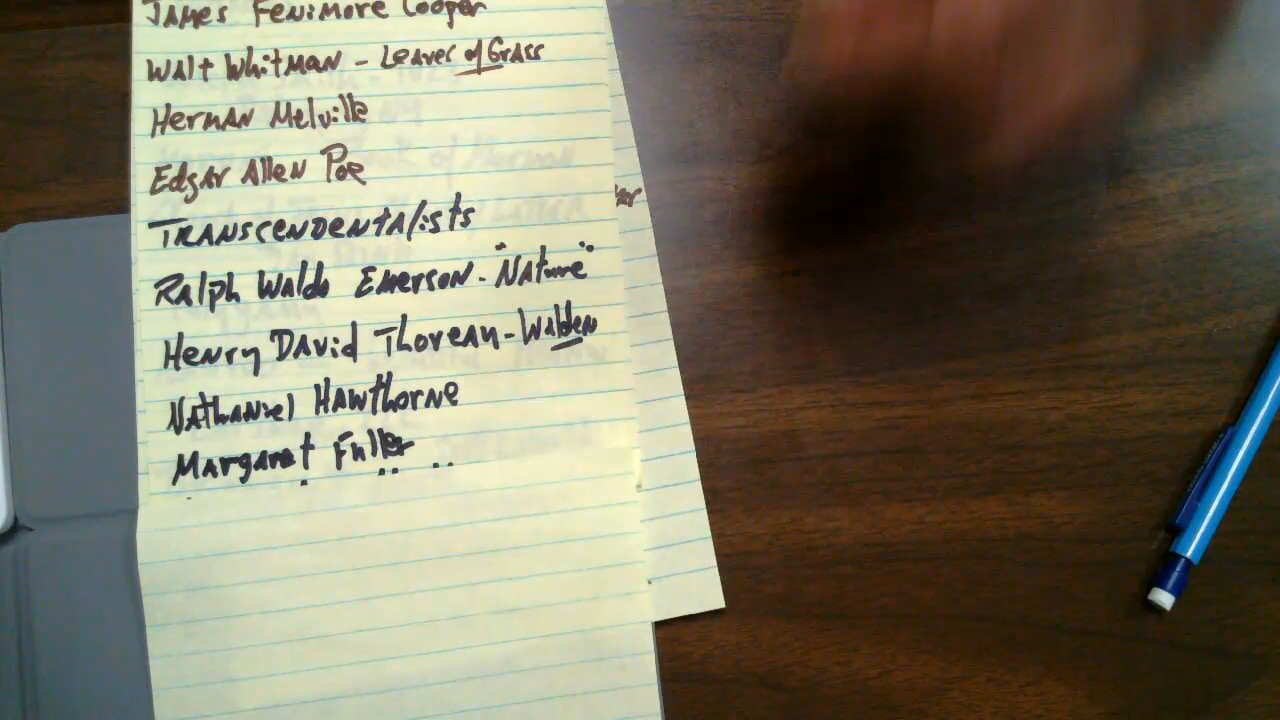 James Fenimore Cooper
Walt Whitman - Leaves of Grass
Herman Melville
Edgar Allen Poe
Transcendentalists
Ralph Waldo Emerson - "Nature"
Henry David Thoreau - Walden
Nathaniel Hawthorne
Margaret Fuller